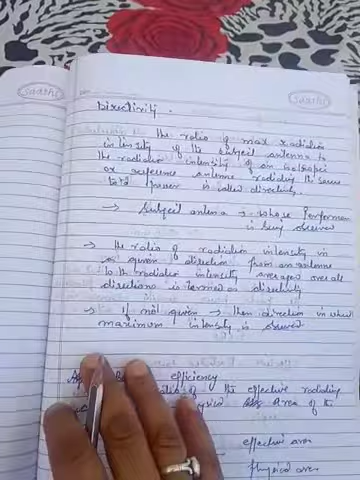 Saathi
Saathi
Directivity.
the ratio of max radiation
intensity of the subject antenna to
the radiation intensity of an isotropic
or reference antenna radiating the same
total power is called directivity.
→ Subject antenna → whose performan
is being observed
→ the ratio of radiation intensity in
a given direction from an antenna
to the radiation intensity averaged over all
directions is termed as directivity
→ If not given → then direction in which
maximum intensity is
efficiency
the effective radiating
area of the
effective area
physical area